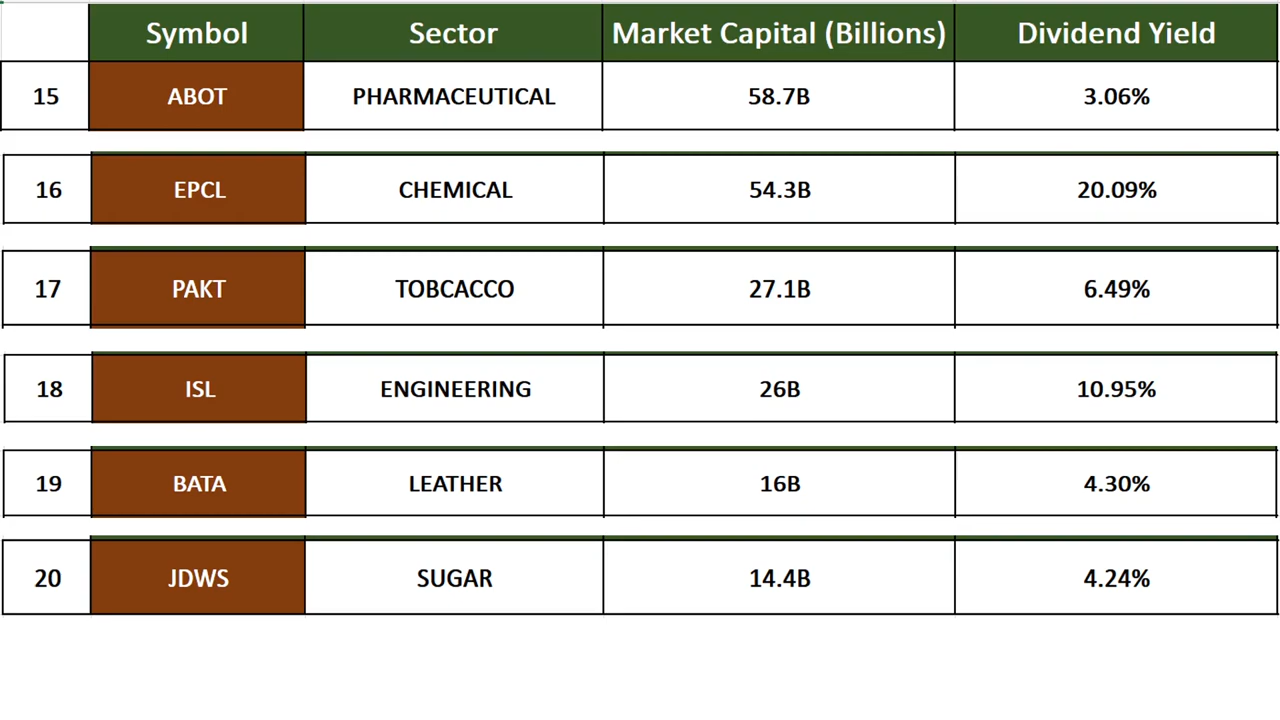 Symbol Sector Market Capital (Billions) Dividend Yield
15 ABOT PHARMACEUTICAL 58.7B 3.06%
16 EPCL CHEMICAL 54.3B 20.09%
17 PAKT TOBCACCO 27.1B 6.49%
18 ISL ENGINEERING 26B 10.95%
19 BATA LEATHER 16B 4.30%
20 JDWS SUGAR 14.4B 4.24%